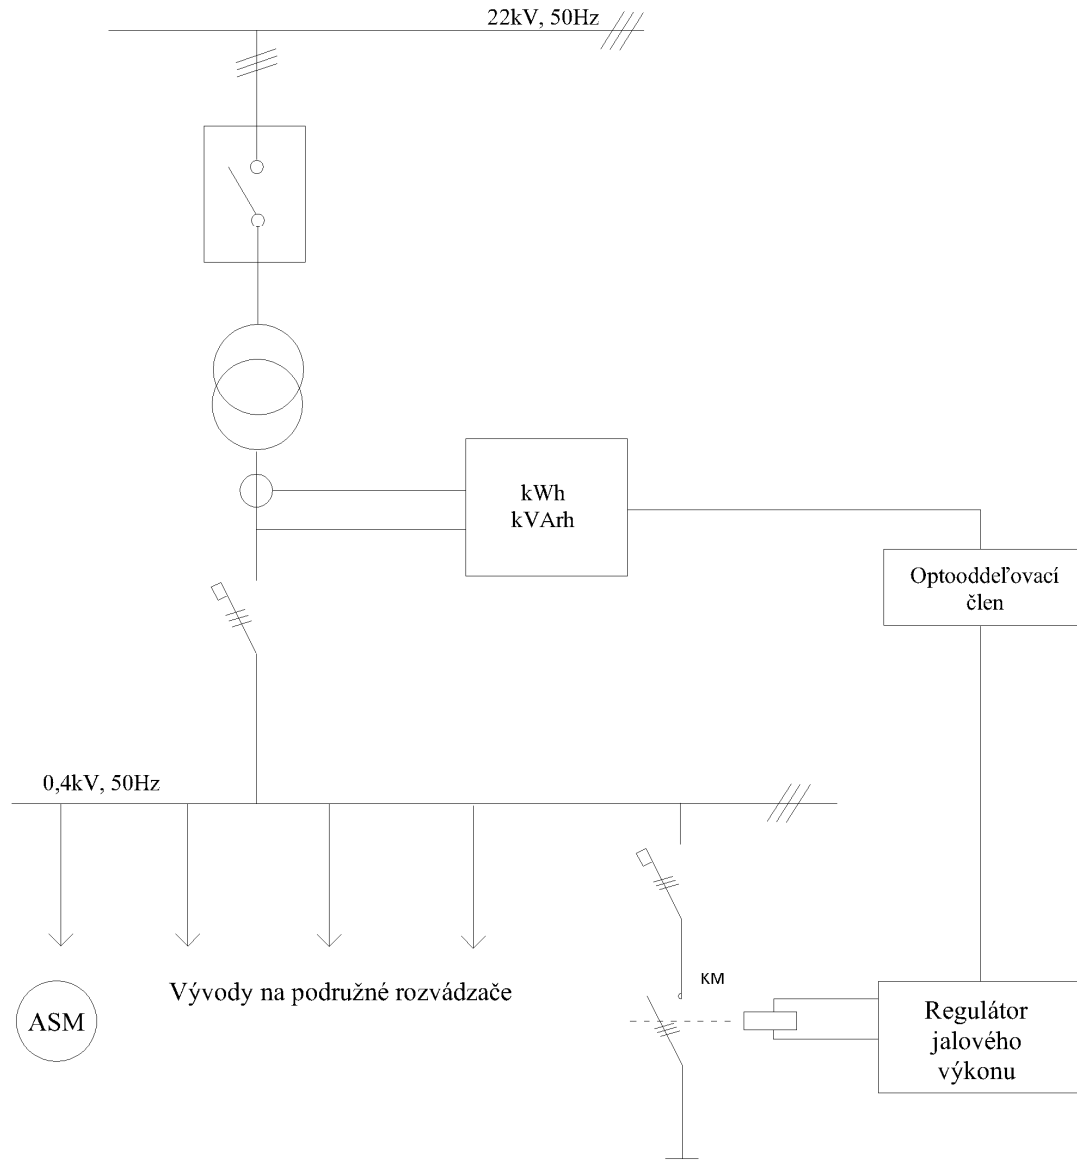 22kV, 50Hz
kWh
kVArh
Optooddeľovací
člen
0,4kV, 50Hz
KM
Vývody na podružné rozvádzače
ASM
Regulátor
jalového
výkonu